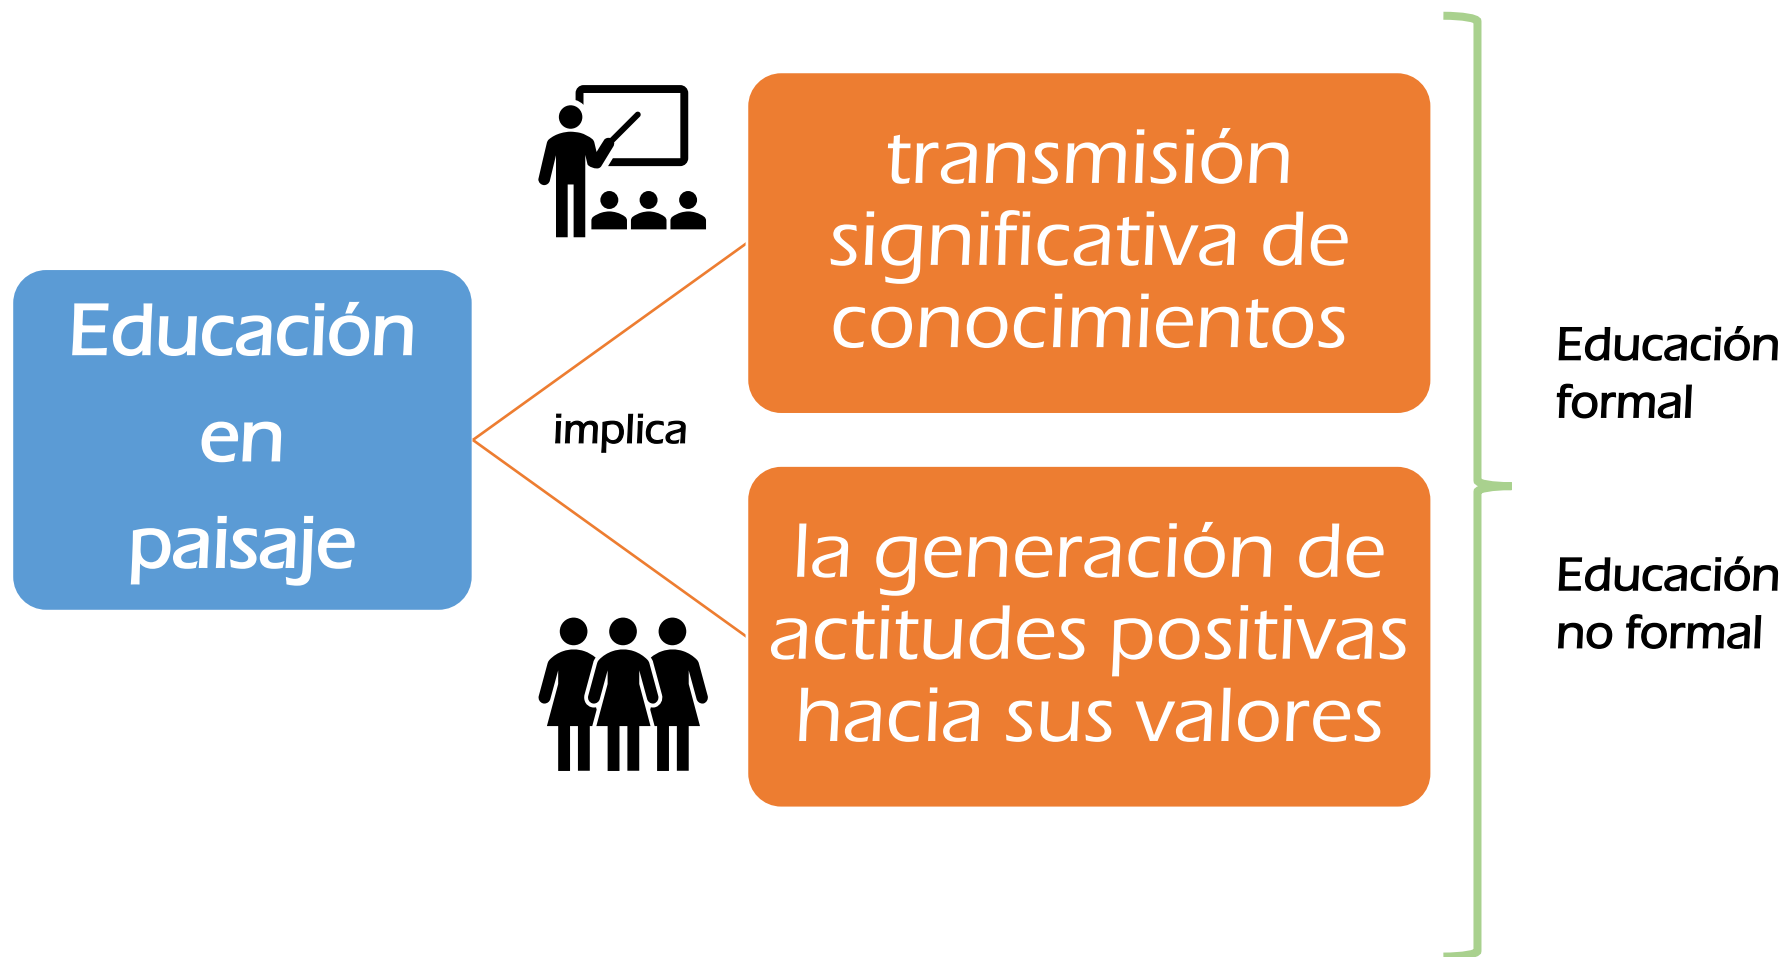 Educación
en
paisaje
implica
transmisión
significativa de
conocimientos
la generación de
actitudes positivas
hacia sus valores
Educación
formal
Educación
no formal